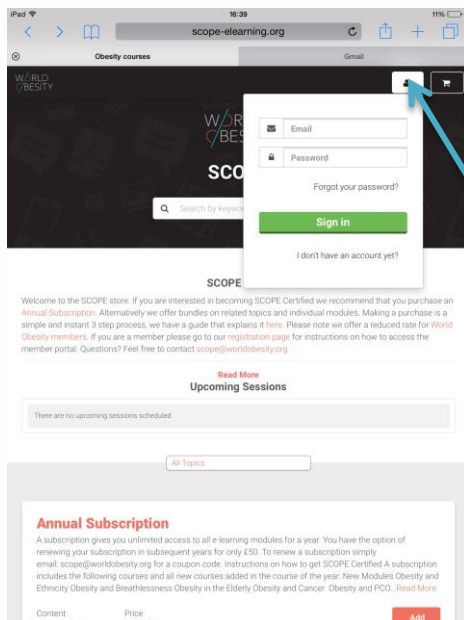 iPad 16:39 11%
scope-elearning.org
Obesity courses Gmail
WORLD
OBESITY
Email
Password
Forgot your password?
Sign in
I don't have an account yet?
WOR
OBES
SCO
Search by keywo
SCOPE
Welcome to the SCOPE store. If you are interested in becoming SCOPE Certified we recommend that you purchase an
Annual Subscription. Alternatively we offer bundles on related topics and individual modules. Making a purchase is a
simple and instant 3 step process, we have a guide that explains it here. Please note we offer a reduced rate for World
Obesity members. If you are a member please go to our registration page for instructions on how to access the
member portal. Questions? Feel free to contact scope@worldobesity.org
Read More
Upcoming Sessions
There are no upcoming sessions scheduled
All Topics
Annual Subscription
A subscription gives you unlimited access to all e-learning modules for a year. You have the option of
renewing your subscription in subsequent years for only £50. To renew a subscription simply
email: scope@worldobesity.org for a coupon code. Instructions on how to get SCOPE Certified A subscription
includes the following courses and all new courses added in the course of the year: New Modules Obesity and
Ethnicity Obesity and Breathlessness Obesity in the Elderly Obesity and Cancer Obesity and PCO...Read More
Content Price Add